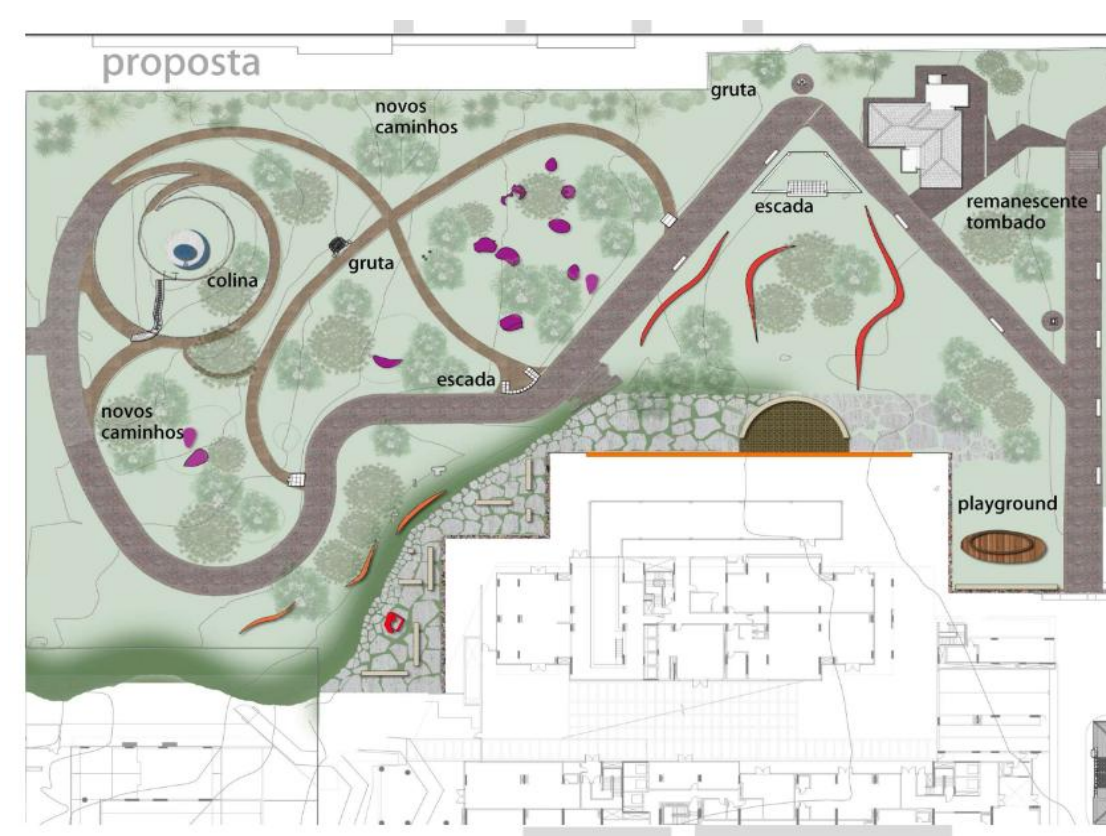 proposta
novos
caminhos
gruta
escada
remanescente
tombado
gruta
colina
escada
novos
caminhos
playground